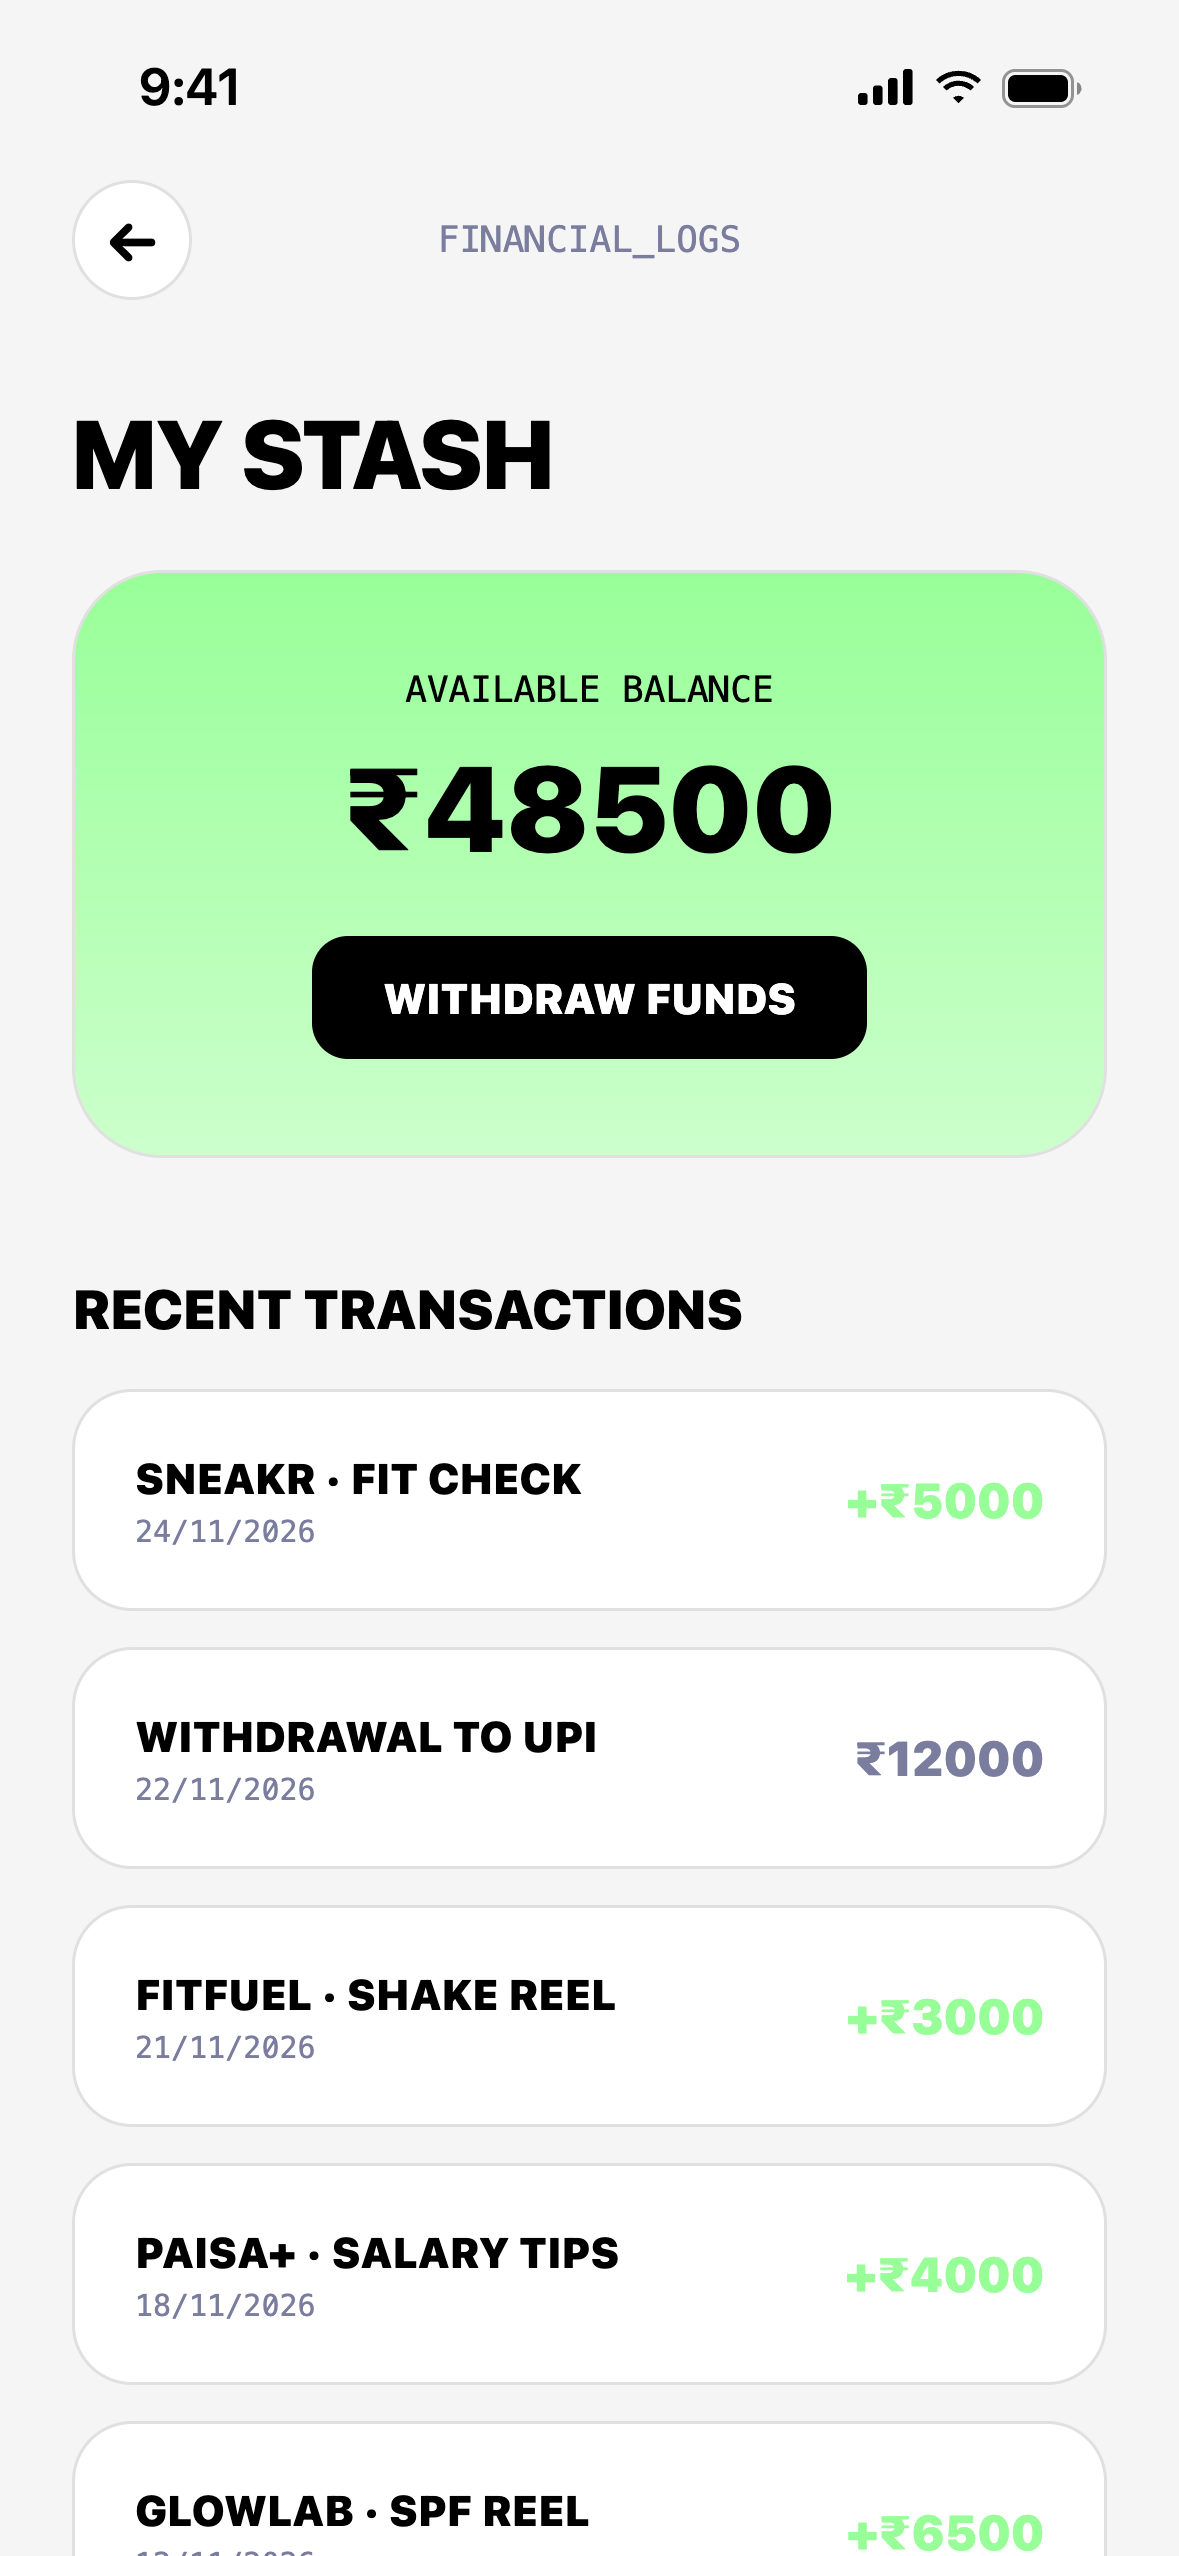 9:41
FINANCIAL_LOGS
MY STASH
AVAILABLE BALANCE
₹48500
WITHDRAW FUNDS
RECENT TRANSACTIONS
SNEAKR · FIT CHECK
24/11/2026
+₹5000
WITHDRAWAL TO UPI
22/11/2026
₹12000
FITFUEL · SHAKE REEL
21/11/2026
+₹3000
PAISA+ · SALARY TIPS
18/11/2026
+₹4000
GLOWLAB · SPF REEL
+₹6500